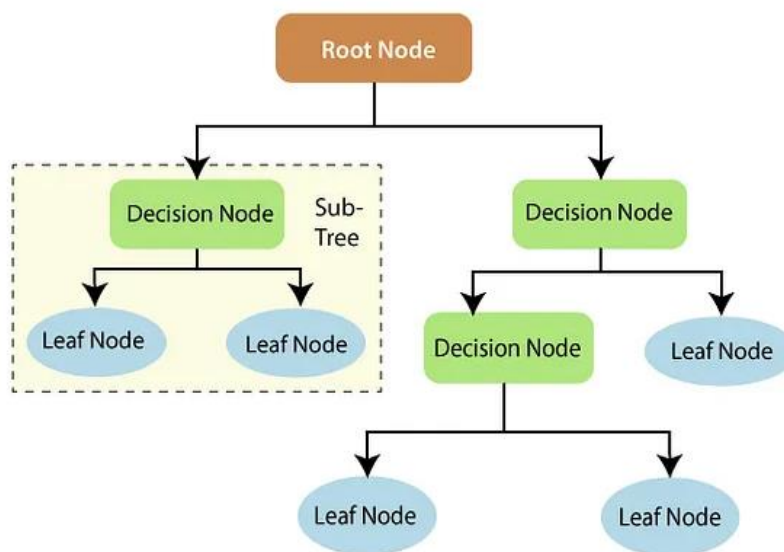 Root Node
Decision Node
Sub-
Tree
Decision Node
Leaf Node
Leaf Node
Decision Node
Leaf Node
Leaf Node
Leaf Node